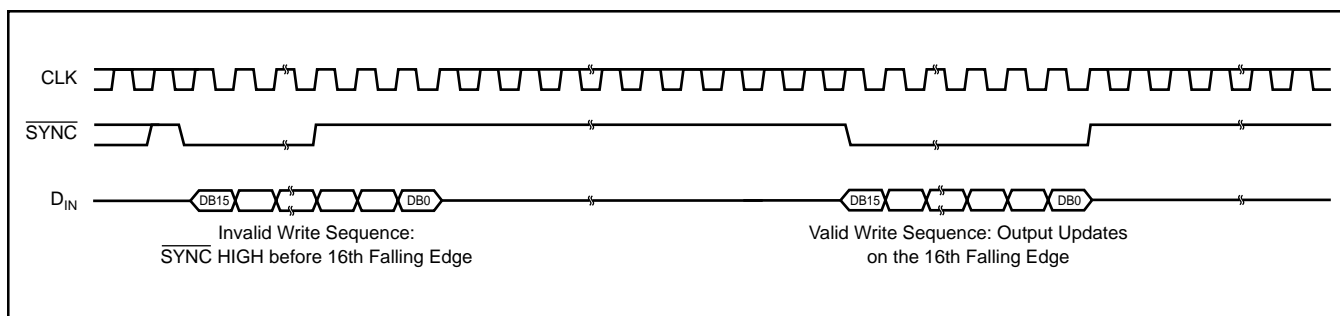 CLK
SYNC
DIN
DB15
DB0
DB15
DB0
Invalid Write Sequence:
SYNC HIGH before 16th Falling Edge
Valid Write Sequence: Output Updates
on the 16th Falling Edge